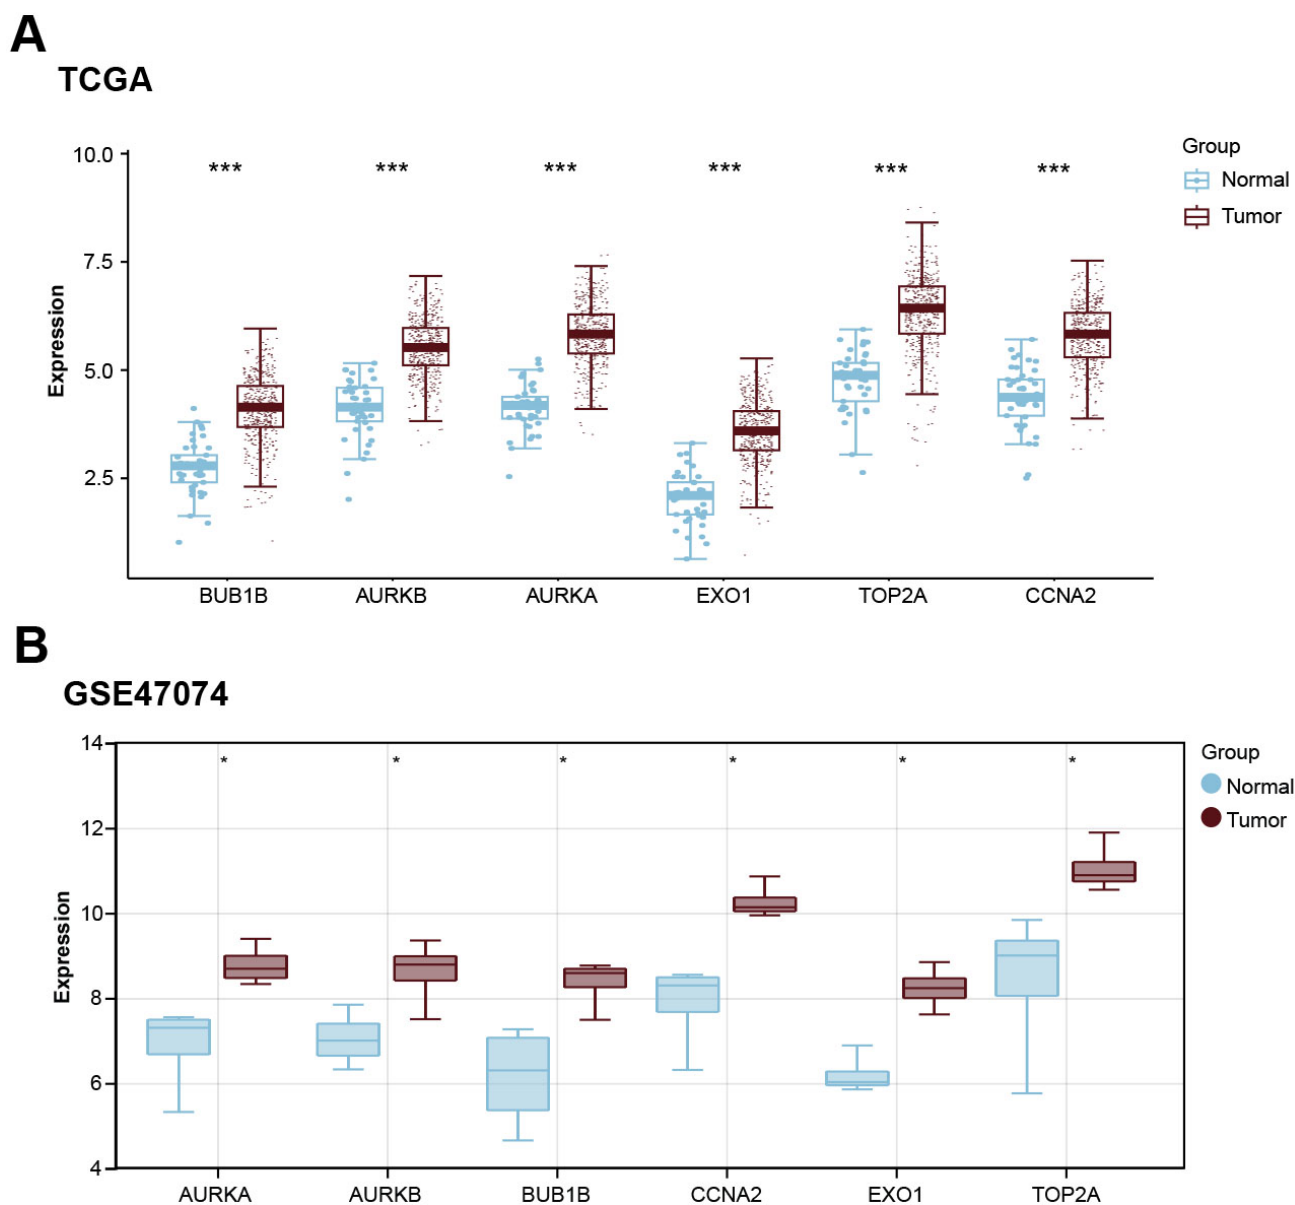 A
TCGA
Expression
10.0
7.5
5.0
2.5
*** *** *** *** *** ***
BUB1B AURKB AURKA EXO1 TOP2A CCNA2
Group
Normal
Tumor
B
GSE47074
Expression
14
12
10
8
6
4
* * * * * *
AURKA AURKB BUB1B CCNA2 EXO1 TOP2A
Group
Normal
Tumor